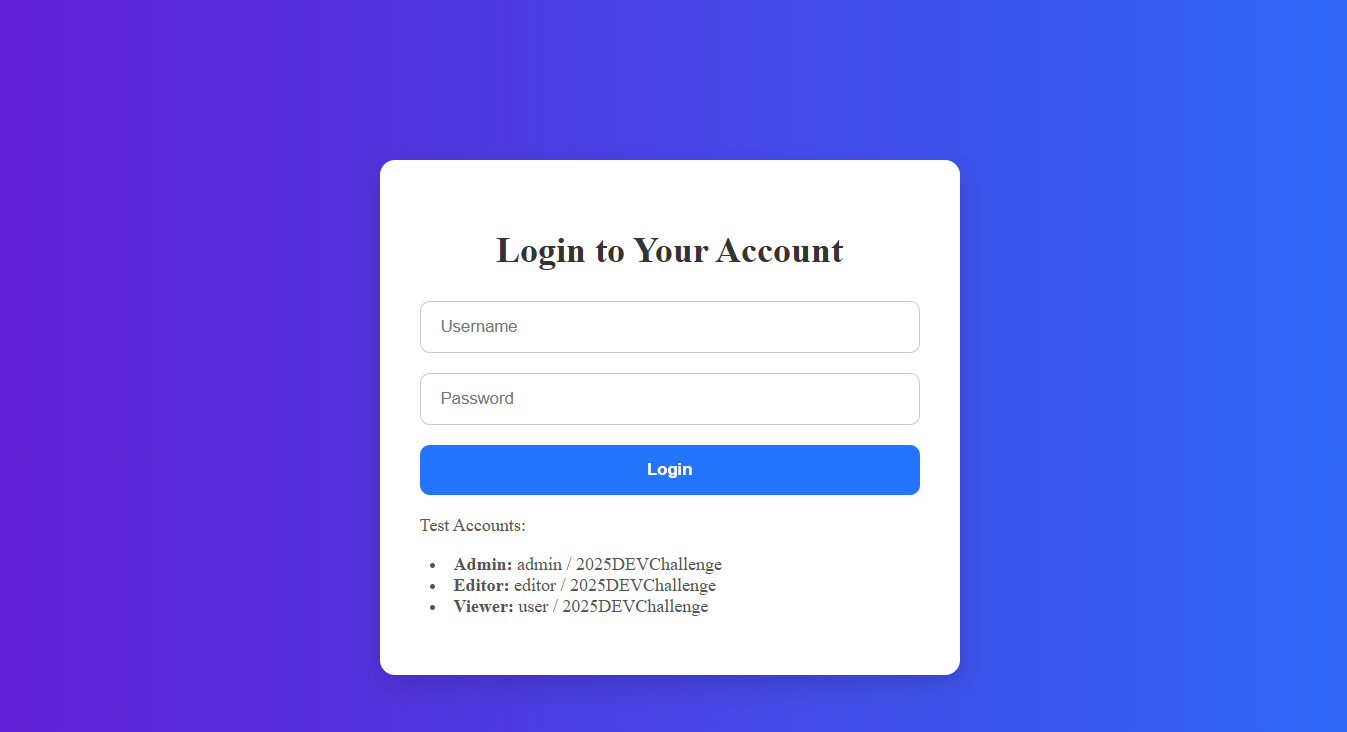 Login to Your Account
Username
Password
Login
Test Accounts:
• Admin: admin / 2025DEVChallenge
• Editor: editor / 2025DEVChallenge
• Viewer: user / 2025DEVChallenge